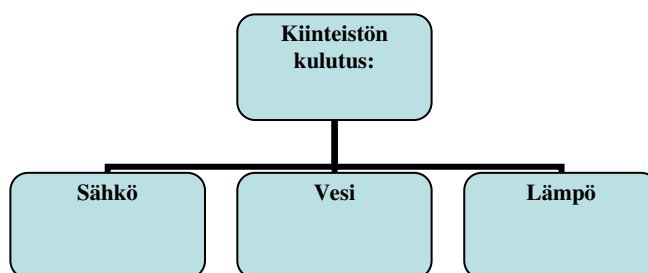 Kiinteistön
kulutus:
Sähkö
Vesi
Lämpö